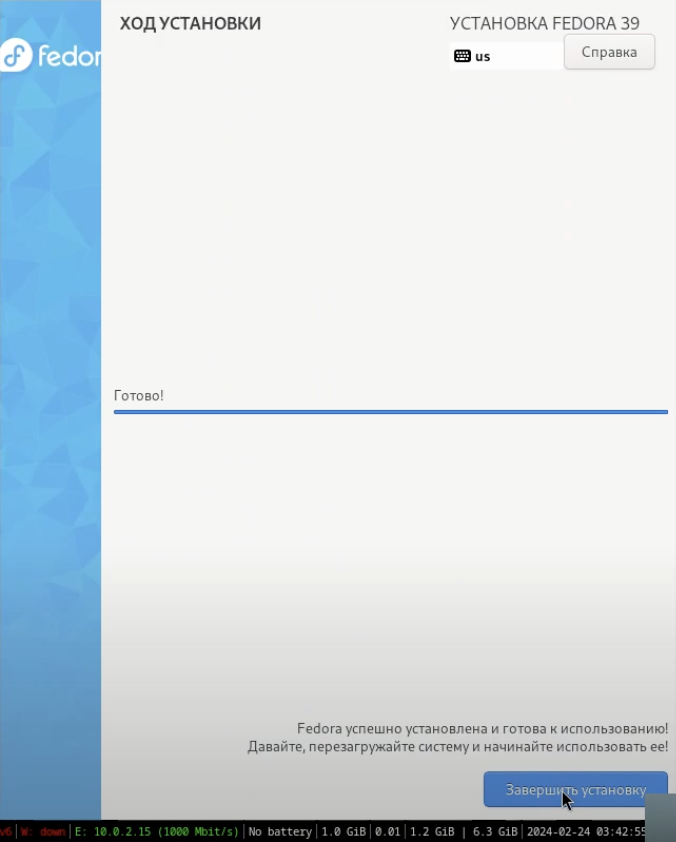 ХОД УСТАНОВКИ
УСТАНОВКА FEDORA 39
us
Справка
fedor
Готово!
Fedora успешно установлена и готова к использованию!
Давайте, перезагружайте систему и начинайте использовать ее!
Завершить установку
v6 | W: down | E: 10.0.2.15 (1000 Mbit/s) | No battery | 1.0 GiB | 0.01 | 1.2 GiB | 6.3 GiB | 2024-02-24 03:42:55